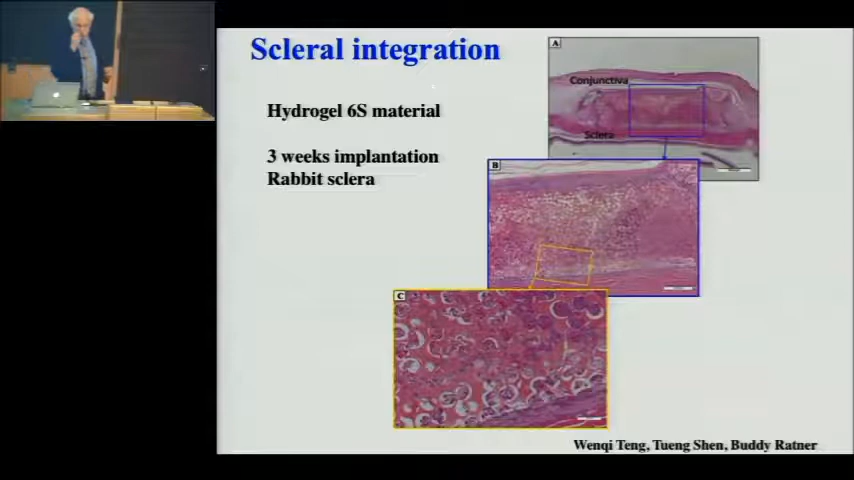 Scleral integration
Hydrogel 6S material
3 weeks implantation
Rabbit sclera
A
Conjunctiva
Sclera
B
C
Wenqi Teng, Tueng Shen, Buddy Ratner